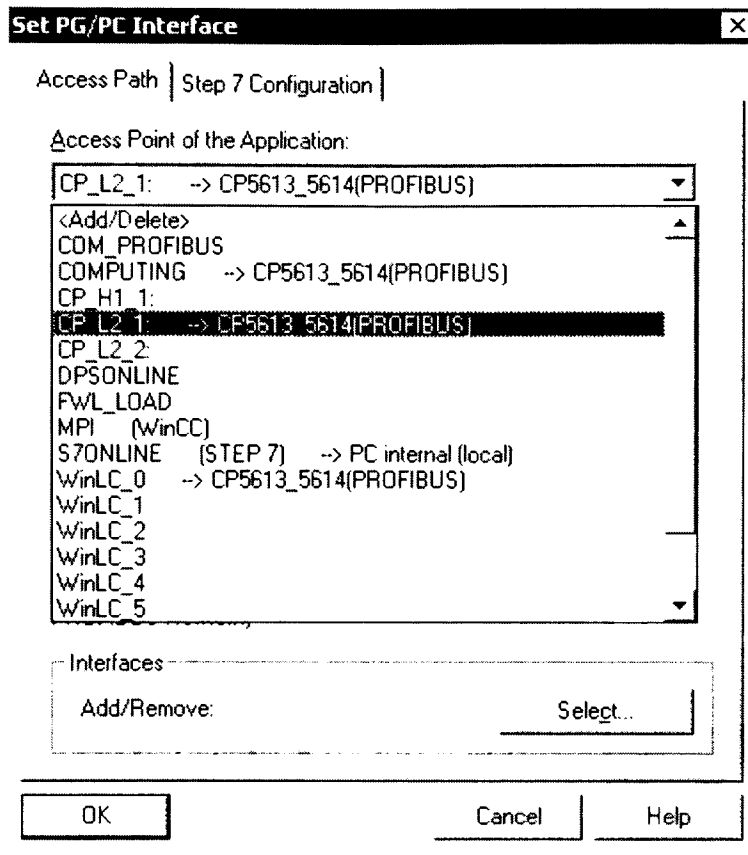 Set PG/PC Interface
Access Path Step 7 Configuration
Access Point of the Application:
CP_L2_1: --> CP5613_5614(PROFIBUS)
<Add/Delete>
COM_PROFIBUS
COMPUTING --> CP5613_5614(PROFIBUS)
CP_H1_1:
CP_L2_1: --> CP5613_5614(PROFIBUS)
CP_L2_2:
DPSONLINE
FWL_LOAD
MPI (WinCC)
S7ONLINE (STEP 7) --> PC internal (local)
WinLC_0 --> CP5613_5614(PROFIBUS)
WinLC_1
WinLC_2
WinLC_3
WinLC_4
WinLC_5
Interfaces
Add/Remove: Select...
OK Cancel Help